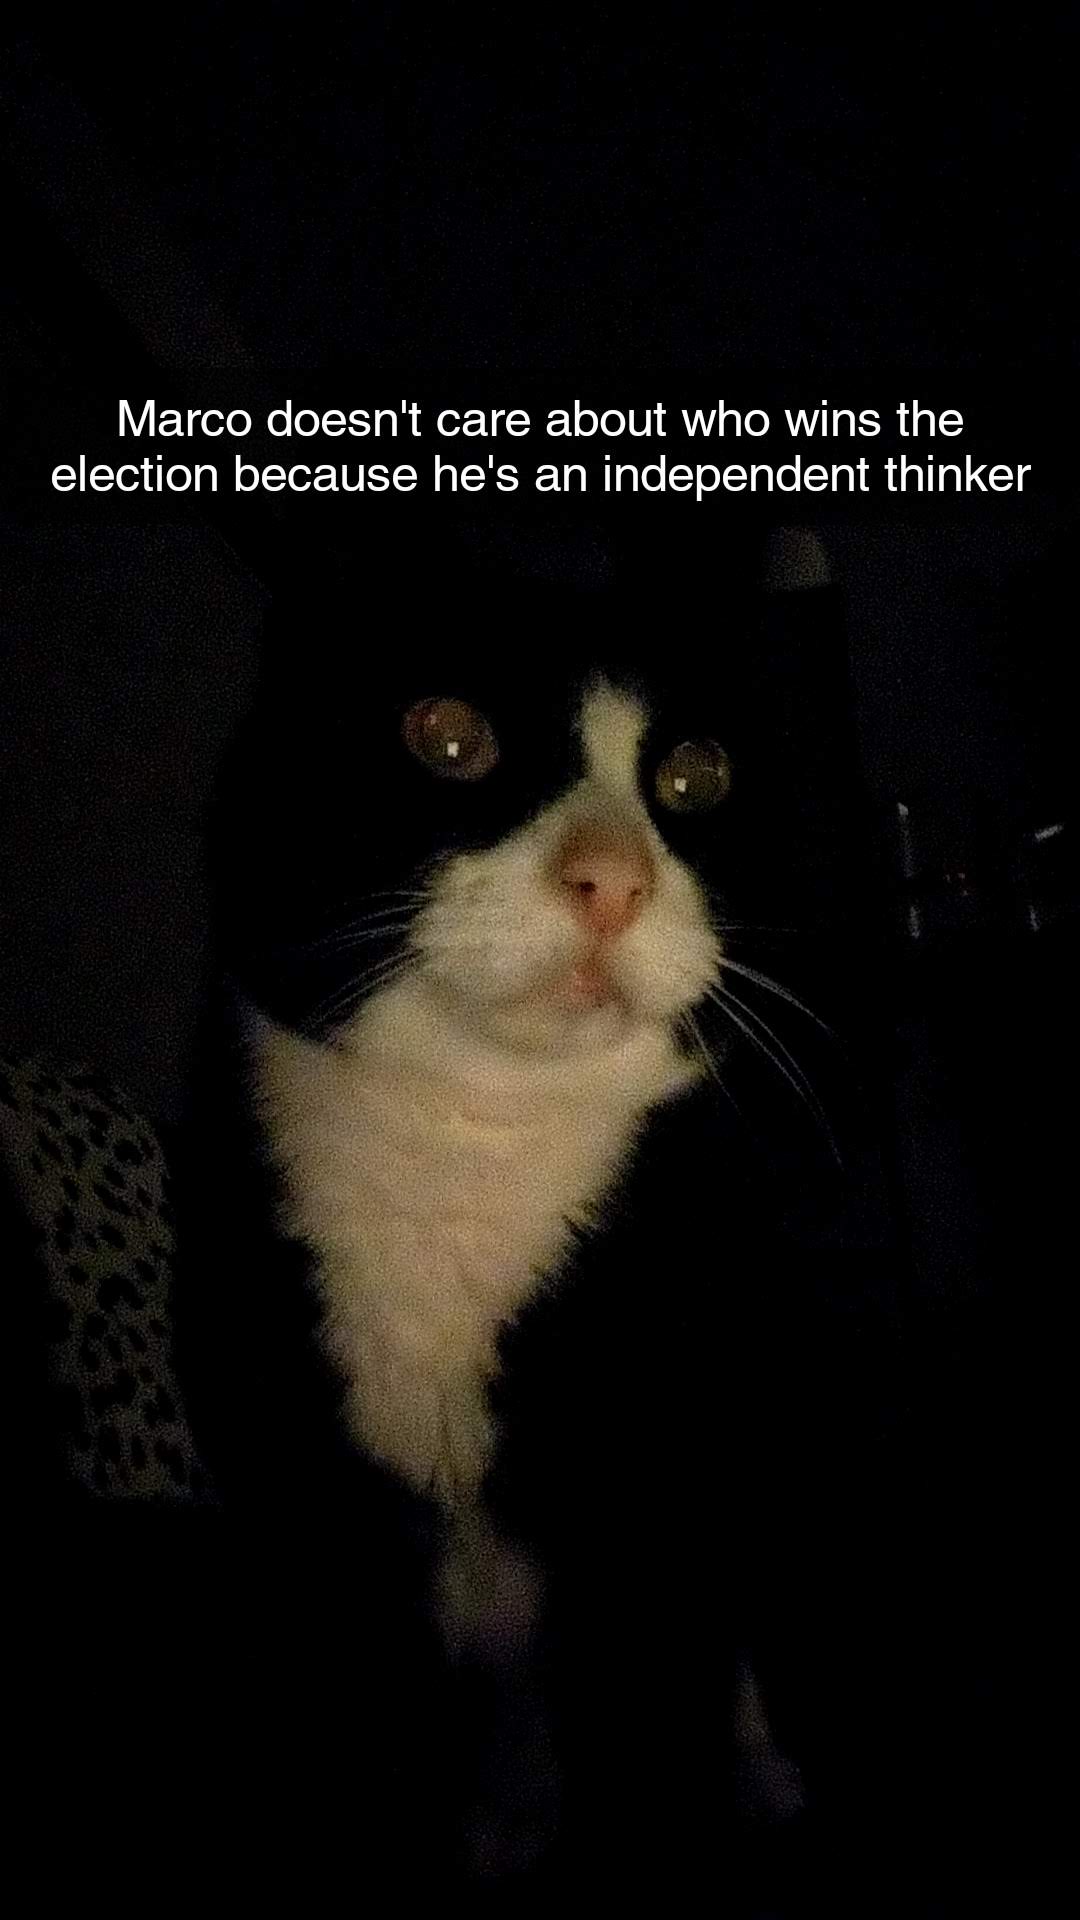 Marco doesn't care about who wins the
election because he's an independent thinker